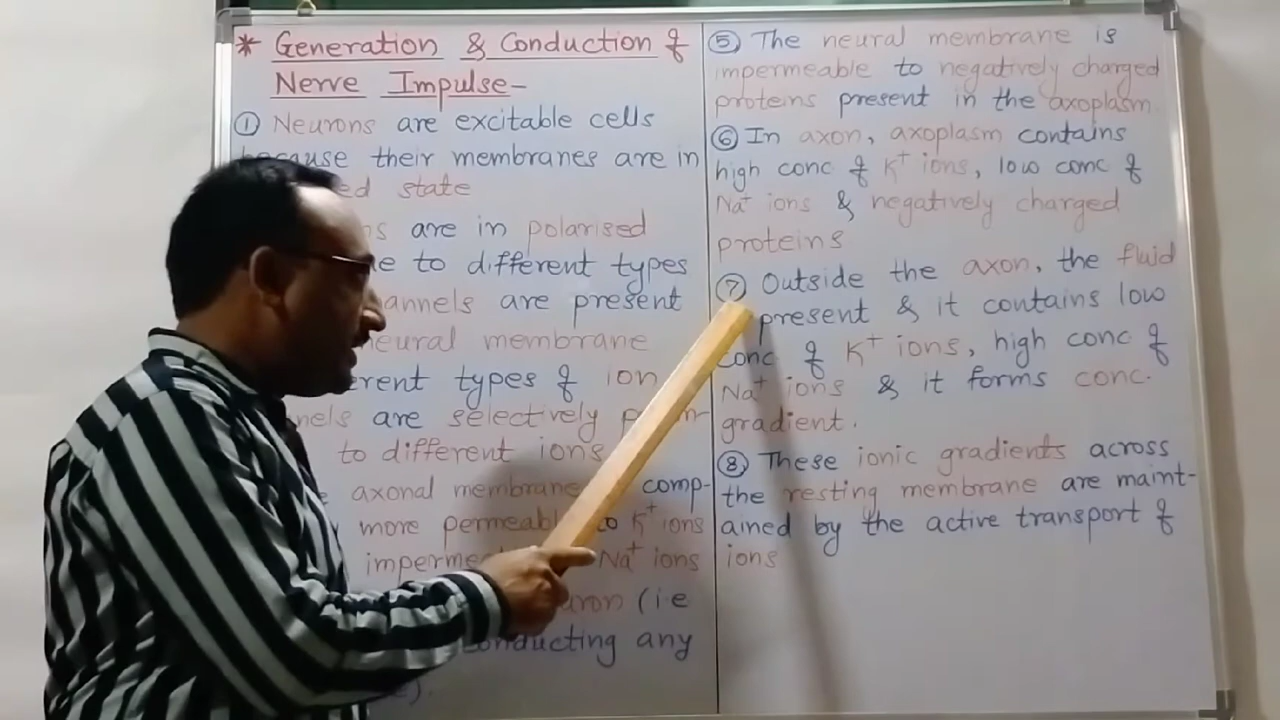 * Generation & Conduction of
Nerve Impulse-
① Neurons are excitable cells
because their membranes are in
ed state
ns are in polarised
e to different types
annels are present
eural membrane
erent types of ion
nels are selectively
to different ions
axonal membrane comp-
more permeable to K⁺ ions
Na⁺ ions
uron (i.e
conducting any
⑤ The neural membrane is
impermeable to negatively charged
proteins present in the axoplasm
⑥ In axon, axoplasm contains
high conc of K⁺ ions, low conc of
Na⁺ ions & negatively charged
proteins
⑦ Outside the axon, the fluid
present & it contains low
conc of K⁺ ions, high conc of
Na⁺ ions & it forms conc.
gradient.
⑧ These ionic gradients across
the resting membrane are maint-
ained by the active transport of
ions